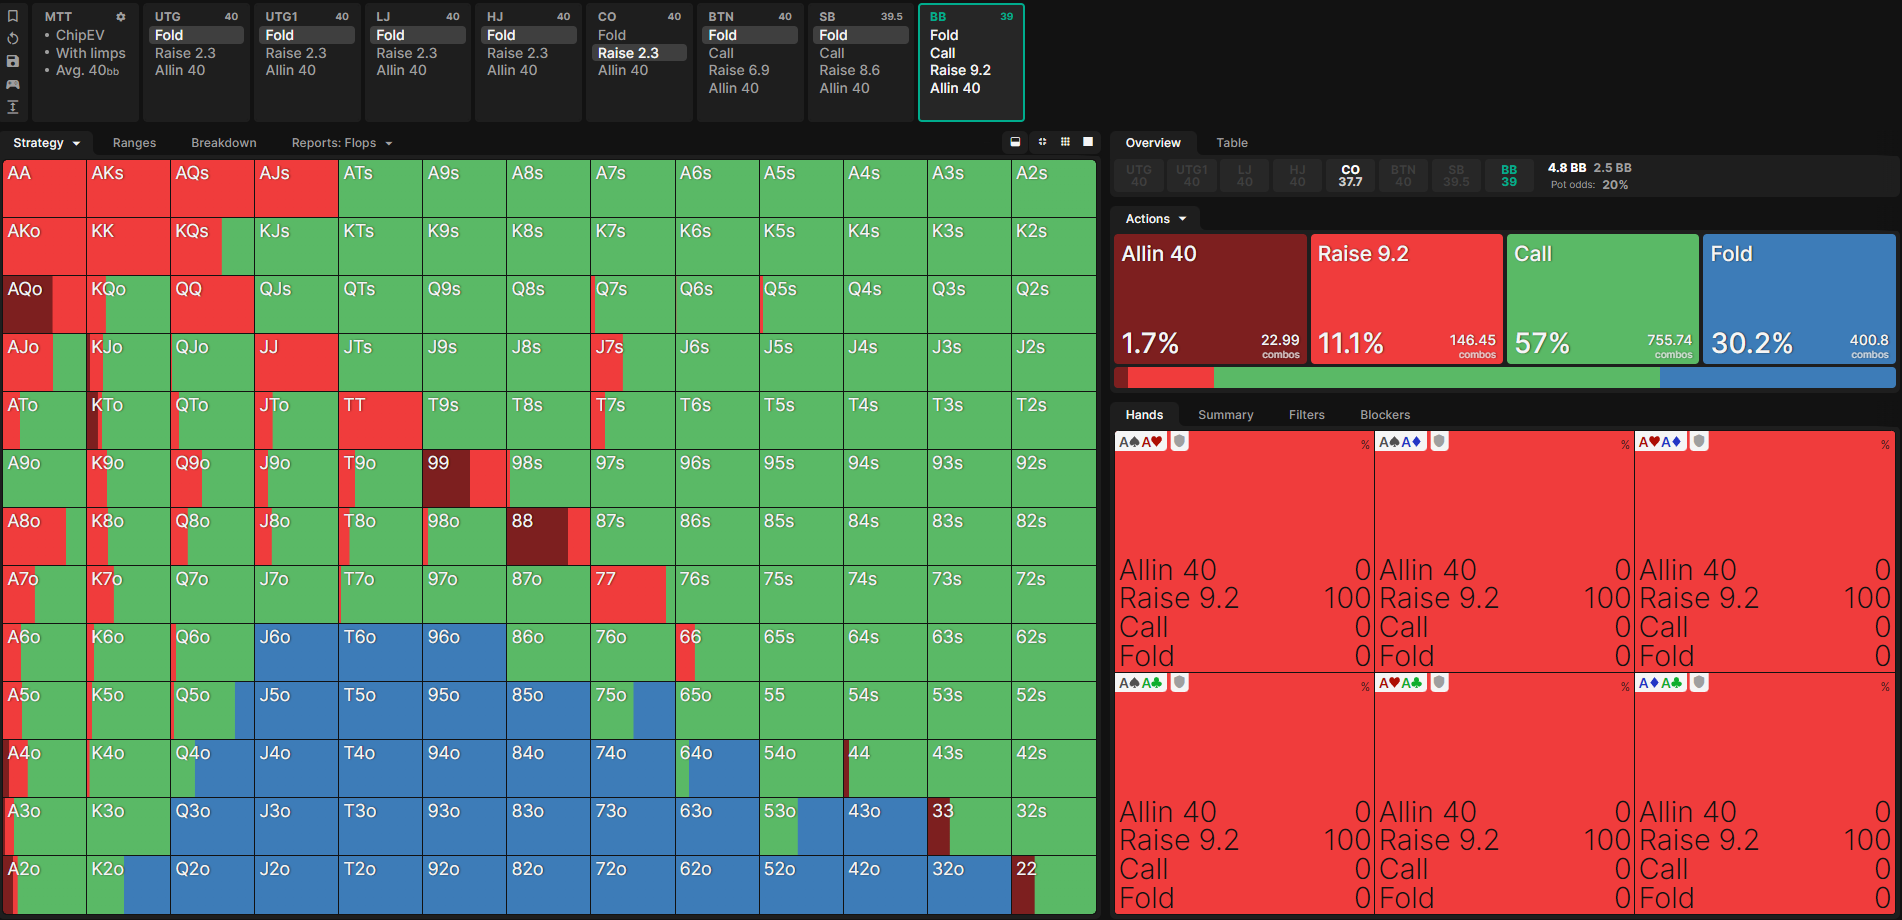 MTT
• ChipEV
• With limps
• Avg. 40bb
UTG 40
Fold
Raise 2.3
Allin 40
UTG1 40
Fold
Raise 2.3
Allin 40
LJ 40
Fold
Raise 2.3
Allin 40
HJ 40
Fold
Raise 2.3
Allin 40
CO 40
Fold
Raise 2.3
Allin 40
BTN 40
Fold
Call
Raise 6.9
Allin 40
SB 39.5
Fold
Call
Raise 8.6
Allin 40
BB 39
Fold
Call
Raise 9.2
Allin 40
Strategy Ranges Breakdown Reports: Flops
AA AKs AQs AJs ATs A9s A8s A7s A6s A5s A4s A3s A2s
AKo KK KQs KJs KTs K9s K8s K7s K6s K5s K4s K3s K2s
AQo KQo QQ QJs QTs Q9s Q8s Q7s Q6s Q5s Q4s Q3s Q2s
AJo KJo QJo JJ JTs J9s J8s J7s J6s J5s J4s J3s J2s
ATo KTo QTo JTo TT T9s T8s T7s T6s T5s T4s T3s T2s
A9o K9o Q9o J9o T9o 99 98s 97s 96s 95s 94s 93s 92s
A8o K8o Q8o J8o T8o 98o 88 87s 86s 85s 84s 83s 82s
A7o K7o Q7o J7o T7o 97o 87o 77 76s 75s 74s 73s 72s
A6o K6o Q6o J6o T6o 96o 86o 76o 66 65s 64s 63s 62s
A5o K5o Q5o J5o T5o 95o 85o 75o 65o 55 54s 53s 52s
A4o K4o Q4o J4o T4o 94o 84o 74o 64o 54o 44 43s 42s
A3o K3o Q3o J3o T3o 93o 83o 73o 63o 53o 43o 33 32s
A2o K2o Q2o J2o T2o 92o 82o 72o 62o 52o 42o 32o 22
Overview Table
UTG UTG1 LJ HJ CO BTN SB BB
40 40 40 40 37.7 40 39.5 39
4.8 BB 2.5 BB
Pot odds: 20%
Actions
Allin 40
1.7%
22.99
combos
Raise 9.2
11.1%
146.45
combos
Call
57%
755.74
combos
Fold
30.2%
400.8
combos
Hands Summary Filters Blockers
A♠A♥ %
Allin 40 0
Raise 9.2 100
Call 0
Fold 0
A♠A♦ %
Allin 40 0
Raise 9.2 100
Call 0
Fold 0
A♥A♦ %
Allin 40 0
Raise 9.2 100
Call 0
Fold 0
A♠A♣ %
Allin 40 0
Raise 9.2 100
Call 0
Fold 0
A♥A♣ %
Allin 40 0
Raise 9.2 100
Call 0
Fold 0
A♦A♣ %
Allin 40 0
Raise 9.2 100
Call 0
Fold 0